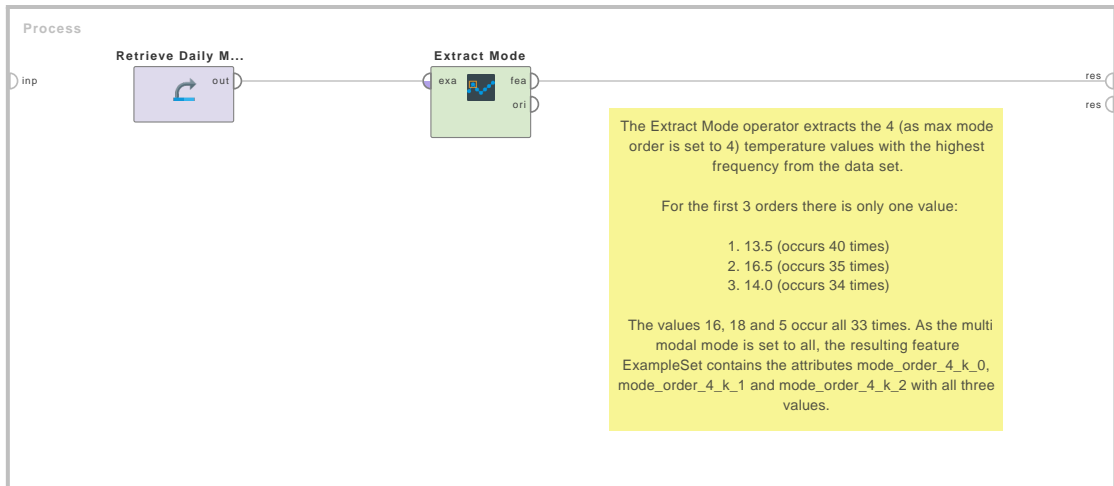 Process
Retrieve Daily M...
Extract Mode
inp
out
exa
fea
ori
res
res
The Extract Mode operator extracts the 4 (as max mode
order is set to 4) temperature values with the highest
frequency from the data set.
For the first 3 orders there is only one value:
1. 13.5 (occurs 40 times)
2. 16.5 (occurs 35 times)
3. 14.0 (occurs 34 times)
The values 16, 18 and 5 occur all 33 times. As the multi
modal mode is set to all, the resulting feature
ExampleSet contains the attributes mode_order_4_k_0,
mode_order_4_k_1 and mode_order_4_k_2 with all three
values.